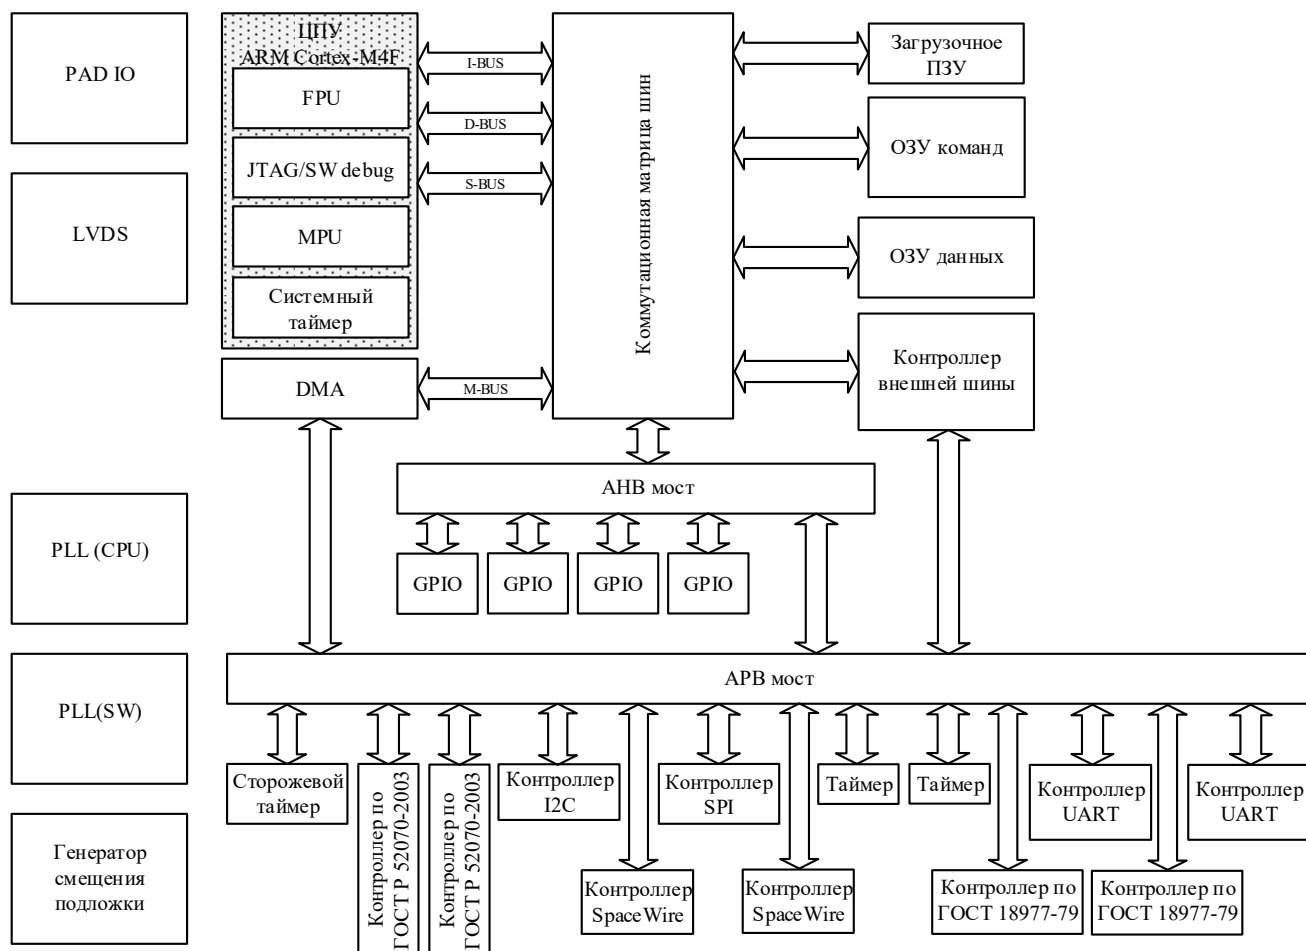 PAD IO
LVDS
PLL (CPU)
PLL(SW)
Генератор
смещения
подложки
ЦПУ
ARM Cortex-M4F
FPU
JTAG/SW debug
MPU
Системный
таймер
DMA
I-BUS
D-BUS
S-BUS
M-BUS
Коммутационная матрица шин
Загрузочное
ПЗУ
ОЗУ команд
ОЗУ данных
Контроллер
внешней шины
AHB мост
GPIO
GPIO
GPIO
GPIO
APB мост
Сторожевой
таймер
Контроллер по
ГОСТ Р 52070-2003
Контроллер по
ГОСТ Р 52070-2003
Контроллер
I2C
Контроллер
SpaceWire
Контроллер
SPI
Контроллер
SpaceWire
Таймер
Таймер
Контроллер по
ГОСТ 18977-79
Контроллер
UART
Контроллер по
ГОСТ 18977-79
Контроллер
UART